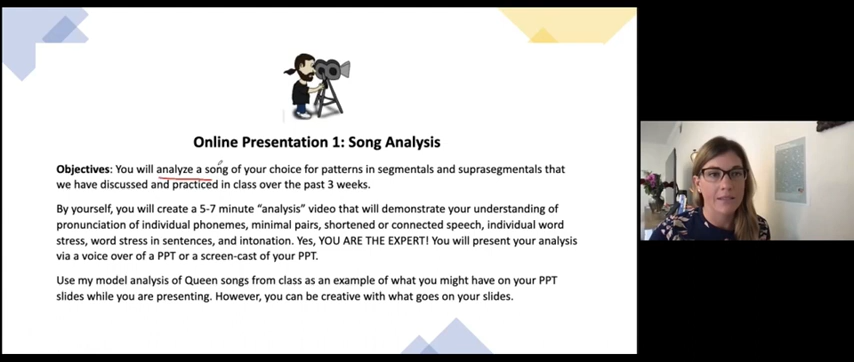 Online Presentation 1: Song Analysis
Objectives: You will analyze a song of your choice for patterns in segmentals and suprasegmentals that
we have discussed and practiced in class over the past 3 weeks.
By yourself, you will create a 5-7 minute “analysis” video that will demonstrate your understanding of
pronunciation of individual phonemes, minimal pairs, shortened or connected speech, individual word
stress, word stress in sentences, and intonation. Yes, YOU ARE THE EXPERT! You will present your analysis
via a voice over of a PPT or a screen-cast of your PPT.
Use my model analysis of Queen songs from class as an example of what you might have on your PPT
slides while you are presenting. However, you can be creative with what goes on your slides.